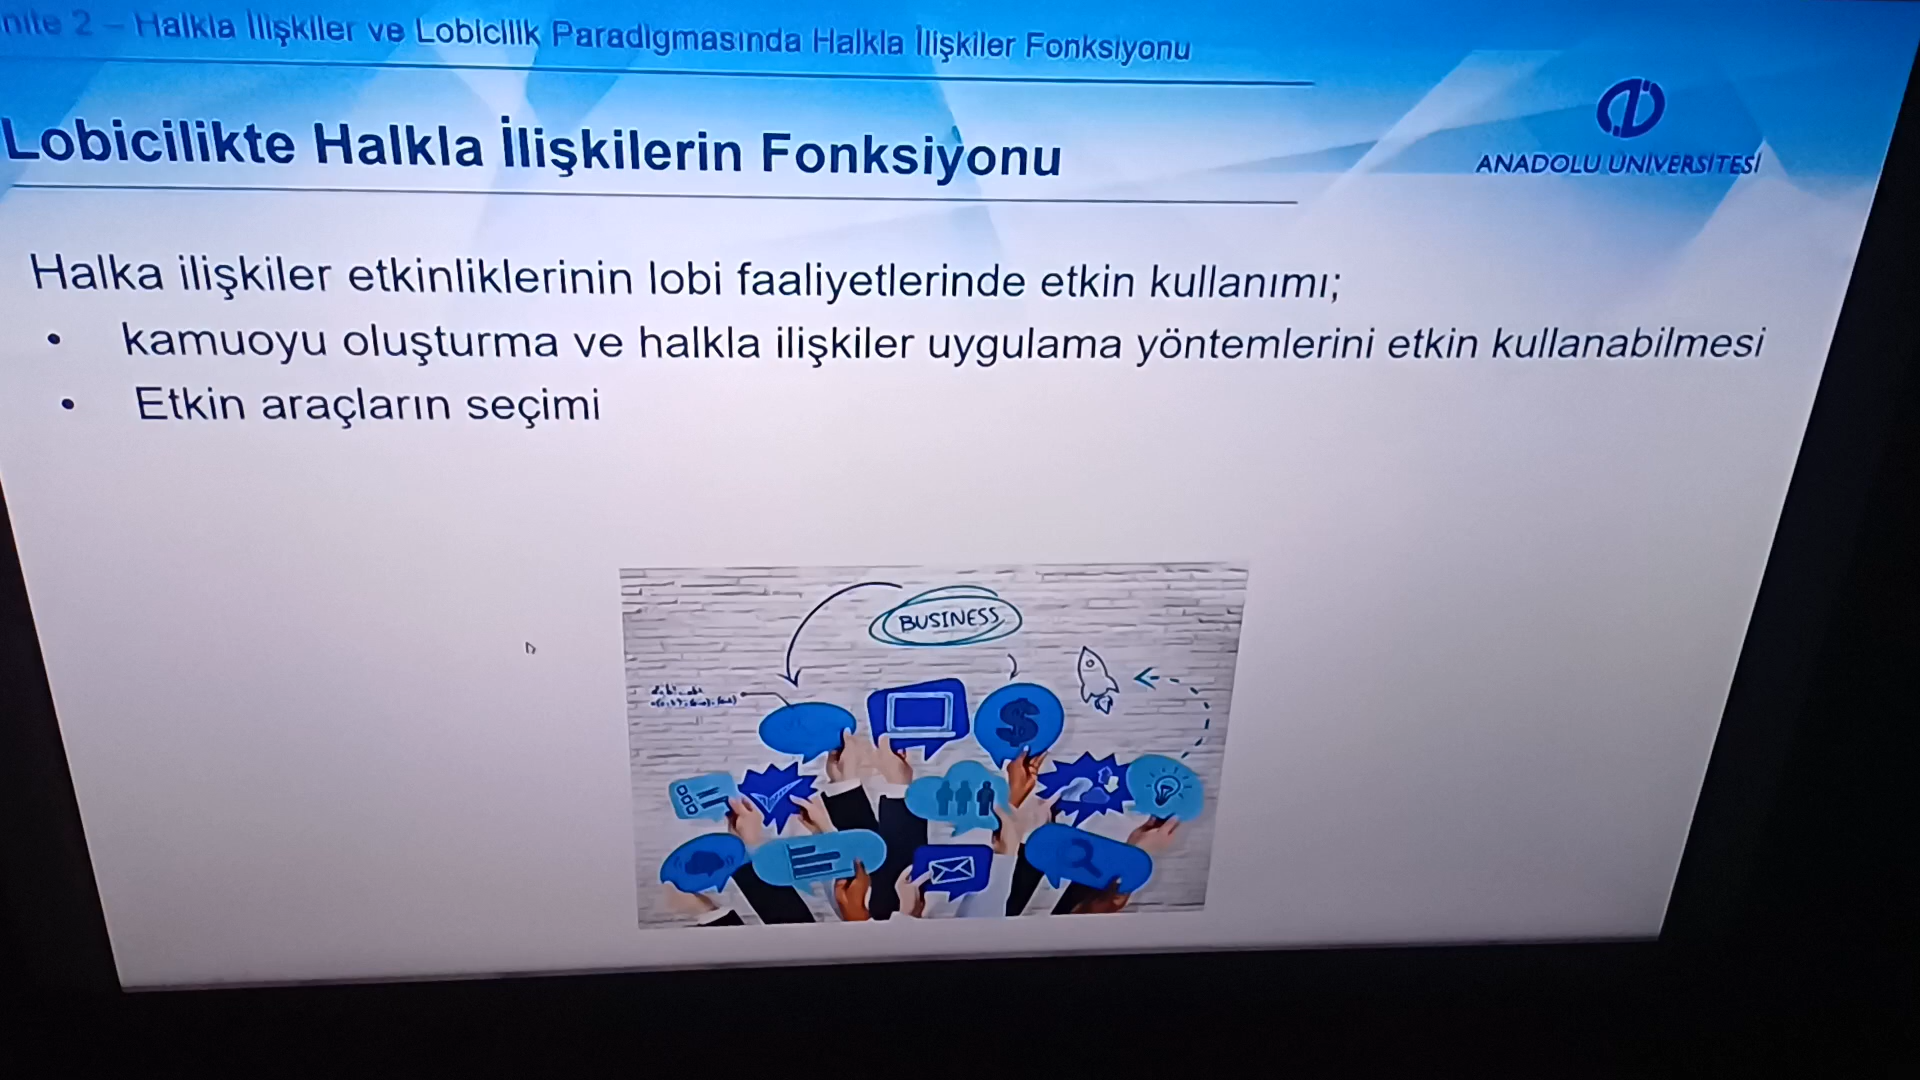 nite 2 – Halkla İlişkiler ve Lobicilik Paradigmasında Halkla İlişkiler Fonksiyonu
ANADOLU ÜNİVERSİTESİ
Lobicilikte Halkla İlişkilerin Fonksiyonu
Halka ilişkiler etkinliklerinin lobi faaliyetlerinde etkin kullanımı;
• kamuoyu oluşturma ve halkla ilişkiler uygulama yöntemlerini etkin kullanabilmesi
• Etkin araçların seçimi
BUSINESS